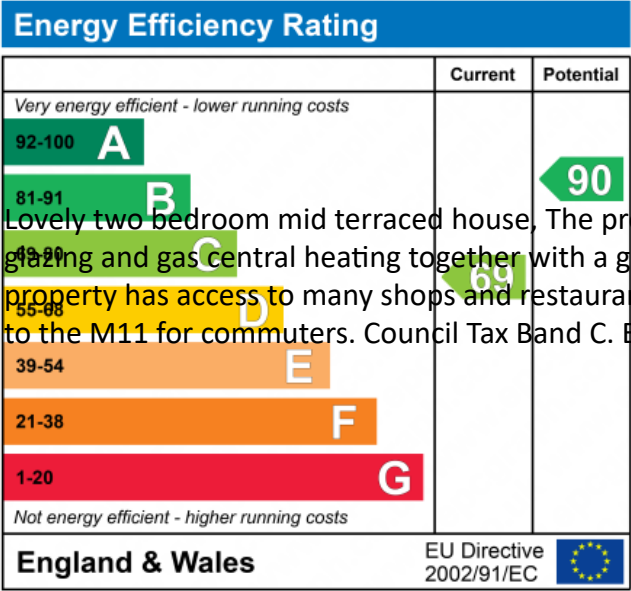 Energy Efficiency Rating
Current Potential
Very energy efficient - lower running costs
92-100 A
90
81-91 B
Lovely two bedroom mid terraced house, The
69-80 C
glazing and gas central heating together with a
69
property has access to many shops and
55-68 D
to the M11 for commuters. Council Tax Band C.
39-54 E
21-38 F
1-20 G
Not energy efficient - higher running costs
England & Wales
EU Directive
2002/91/EC